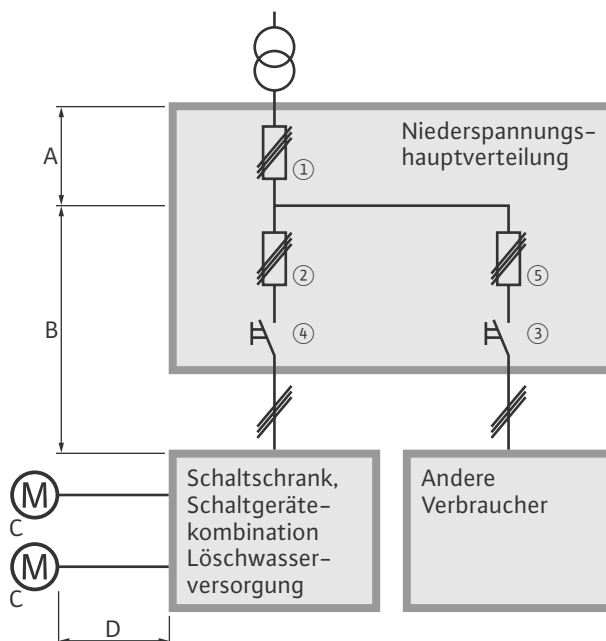 A
Niederspannungs-
hauptverteilung
①
②
⑤
B
④
③
Schaltschrank,
Schaltgeräte-
kombination
Löschwasser-
versorgung
Andere
Verbraucher
M
C
M
C
D